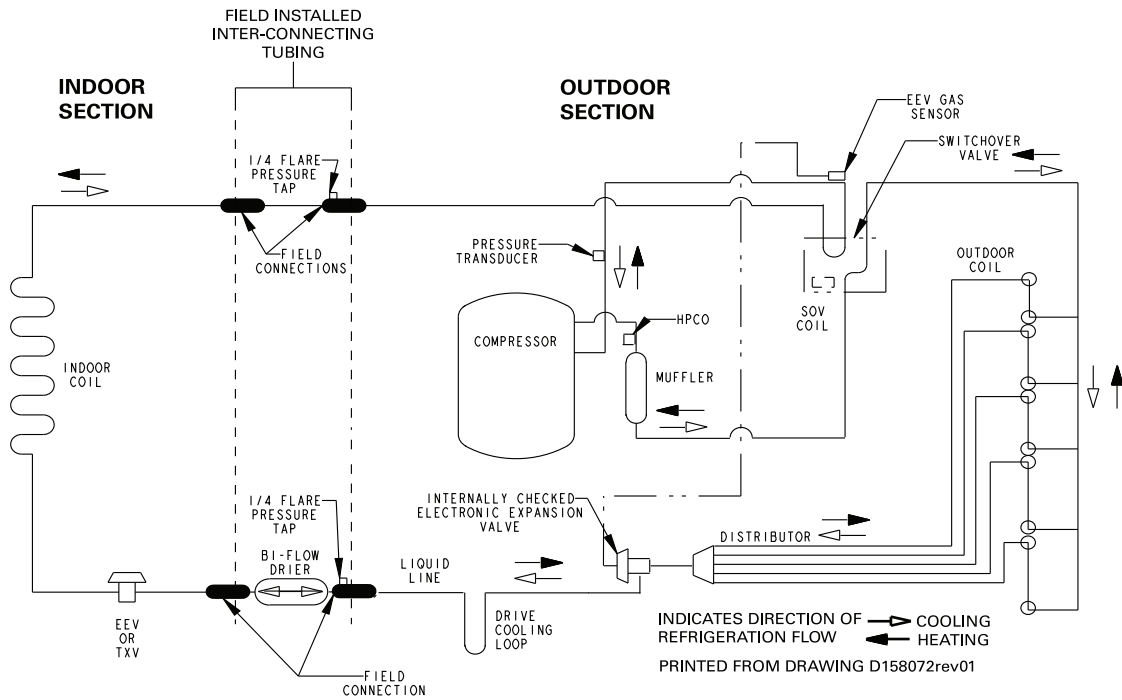 FIELD INSTALLED
INTER-CONNECTING
TUBING
INDOOR
SECTION
OUTDOOR
SECTION
EEV GAS
SENSOR
SWITCHOVER
VALVE
1/4 FLARE
PRESSURE
TAP
FIELD
CONNECTIONS
PRESSURE
TRANSDUCER
SOV
COIL
OUTDOOR
COIL
HPCO
COMPRESSOR
MUFFLER
INDOOR
COIL
1/4 FLARE
PRESSURE
TAP
INTERNALLY CHECKED
ELECTRONIC EXPANSION
VALVE
DISTRIBUTOR
BI-FLOW
DRIER
LIQUID
LINE
EEV
OR
TXV
DRIVE
COOLING
LOOP
FIELD
CONNECTION
INDICATES DIRECTION OF
REFRIGERATION FLOW
COOLING
HEATING
PRINTED FROM DRAWING D158072rev01